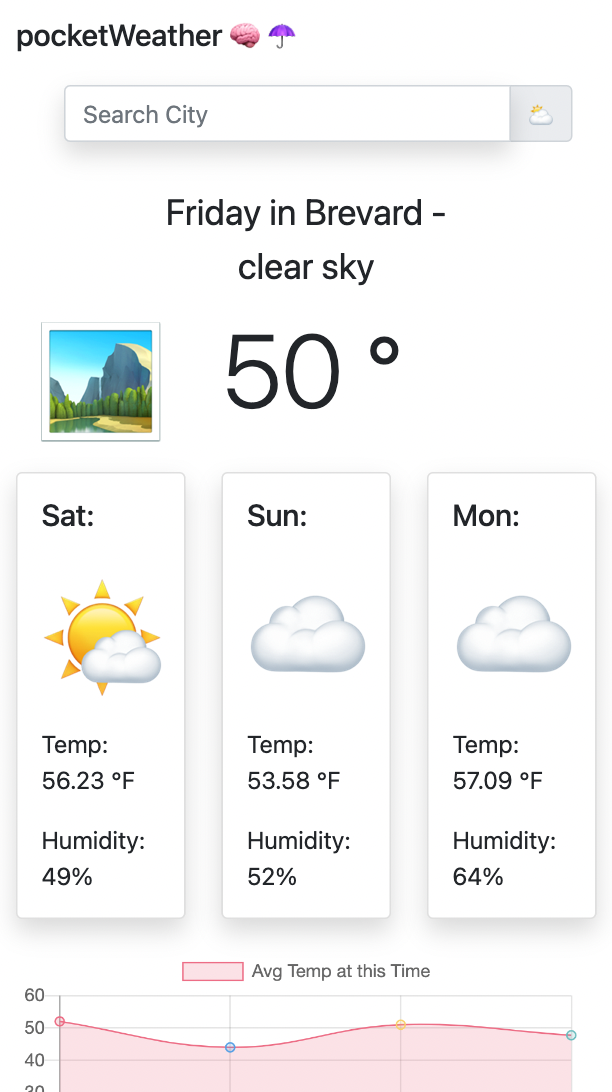 pocketWeather 🧠 ☂️
Search City
Friday in Brevard -
clear sky
50 °
Sat:
Sun:
Mon:
Temp:
56.23 °F
Humidity:
49%
Temp:
53.58 °F
Humidity:
52%
Temp:
57.09 °F
Humidity:
64%
Avg Temp at this Time
60
50
40
30